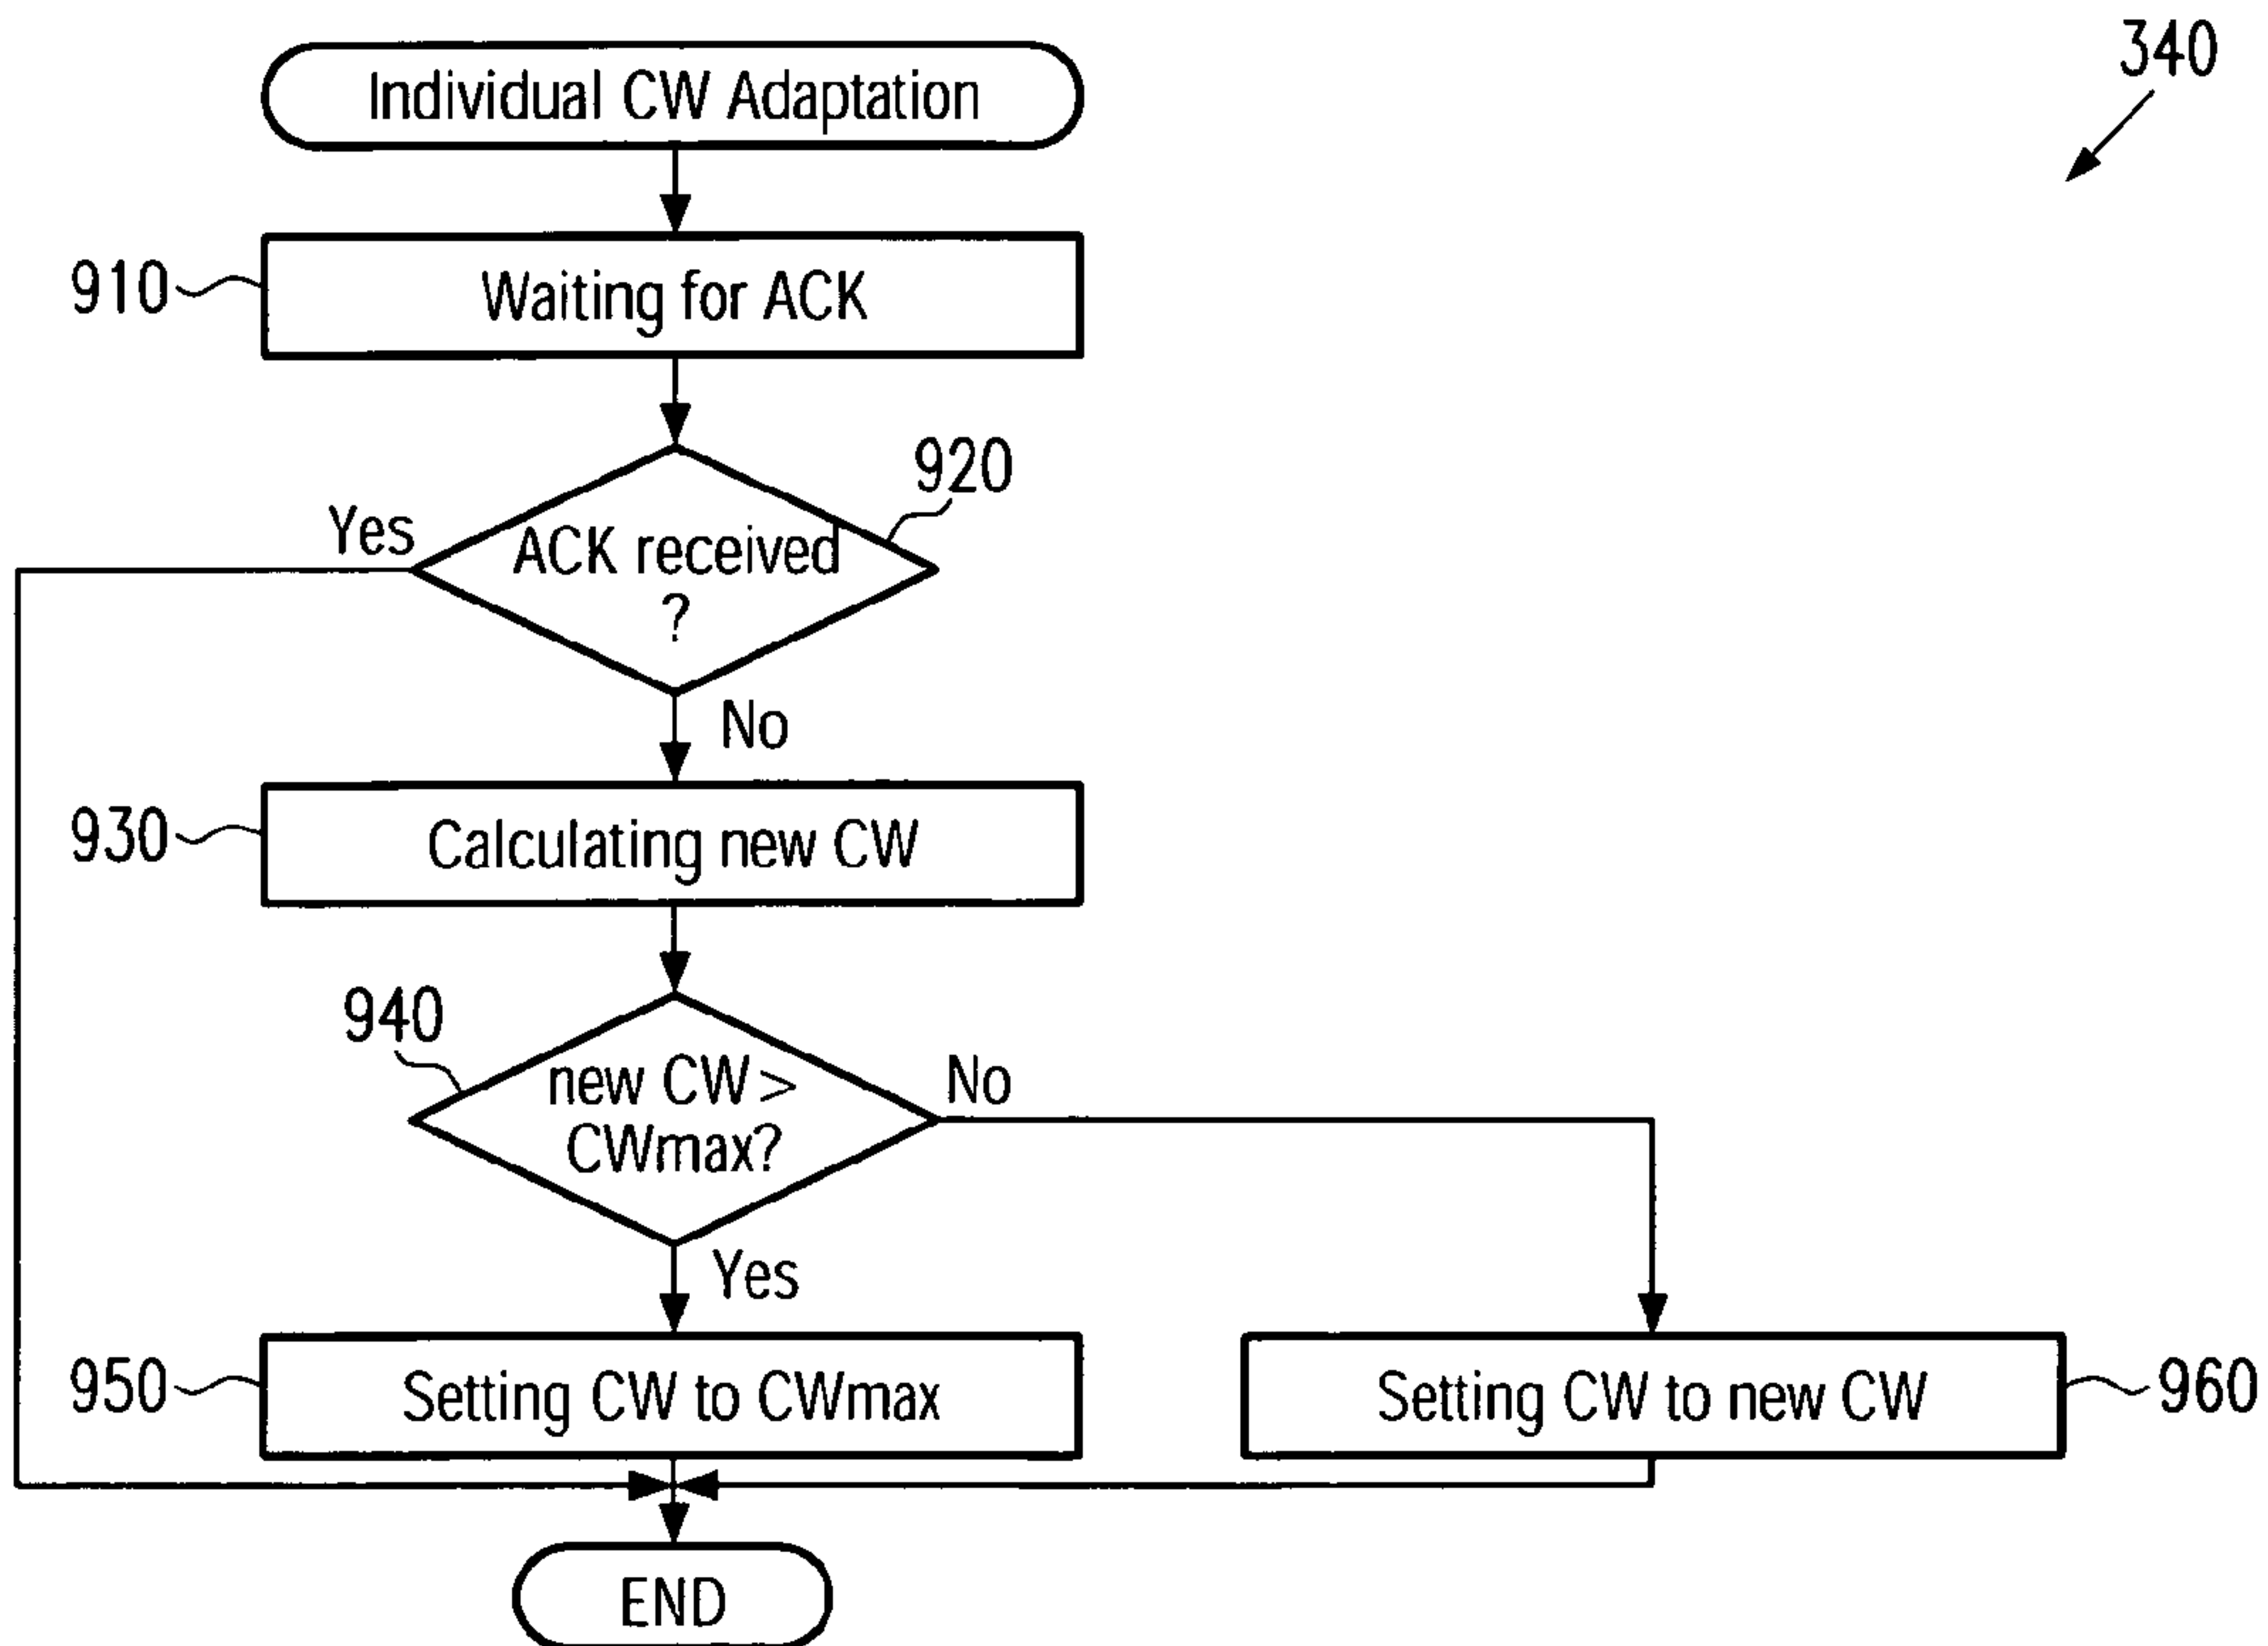 340
Individual CW Adaptation
910
Waiting for ACK
920
Yes
ACK received
?
No
930
Calculating new CW
940
new CW >
CWmax?
No
Yes
950
Setting CW to CWmax
Setting CW to new CW
960
END